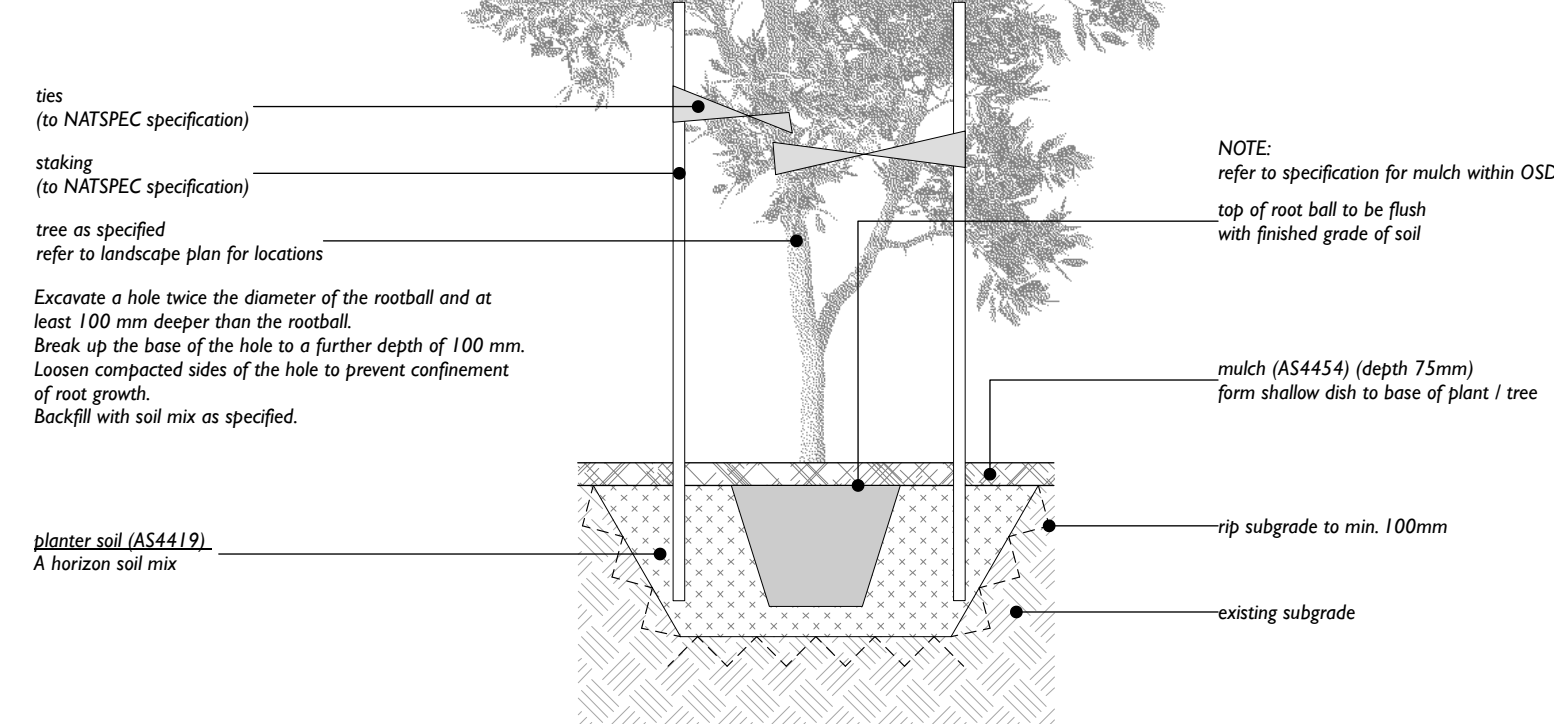 ties
(to NATSPEC specification)
staking
(to NATSPEC specification)
tree as specified
refer to landscape plan for locations
Excavate a hole twice the diameter of the rootball and at
least 100 mm deeper than the rootball.
Break up the base of the hole to a further depth of 100 mm.
Loosen compacted sides of the hole to prevent confinement
of root growth.
Backfill with soil mix as specified.
planter soil (AS4419)
A horizon soil mix
NOTE:
refer to specification for mulch within OSD
top of root ball to be flush
with finished grade of soil
mulch (AS4454) (depth 75mm)
form shallow dish to base of plant / tree
rip subgrade to min. 100mm
existing subgrade